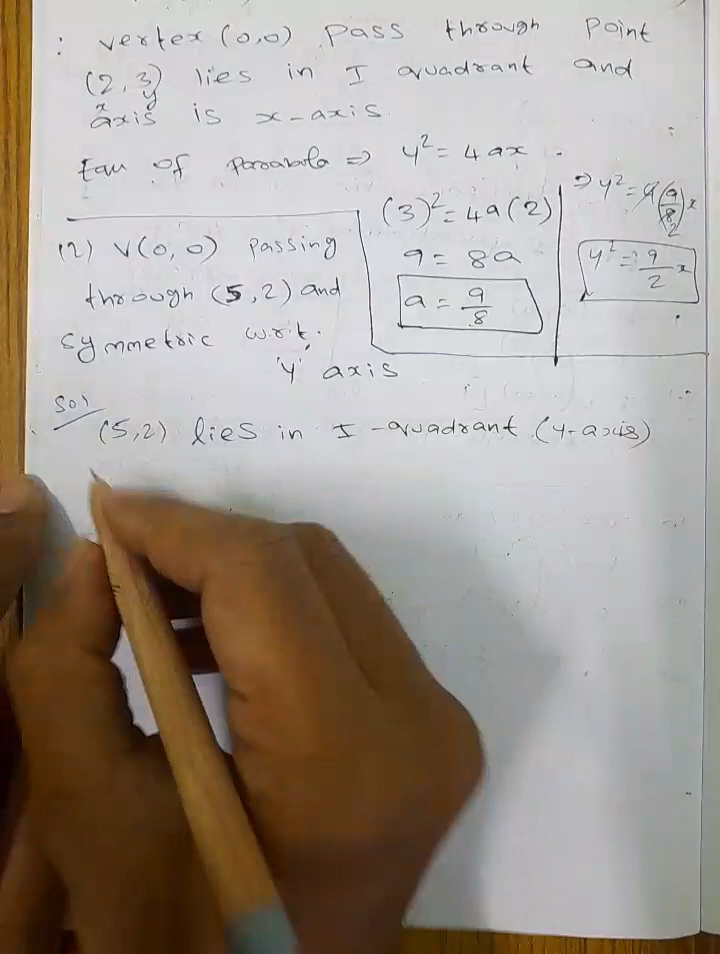 : vertex (0,0) pass through point
(2,3) lies in I quadrant and
x y
axis is x-axis.
Eqn of Parabola => y² = 4ax.
(3)² = 4a(2)
9 = 8a
a = 9/8
=> y² = 4(9/8)x
2
y² = 9/2 x
(2) V(0,0) passing
through (5,2) and
symmetric w.r.t.
'y' axis
Sol
(5,2) lies in I-quadrant (y-axis)